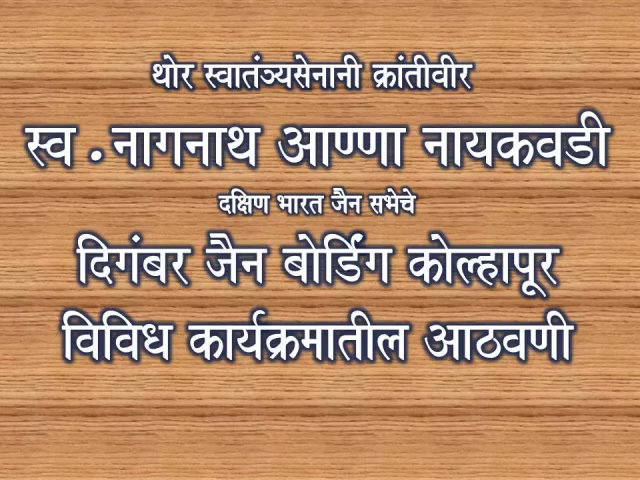 थोर स्वातंञ्यसेनानी क्रांतीवीर
स्व . नागनाथ आण्णा नायकवडी
दक्षिण भारत जैन सभेचे
दिगंबर जैन बोर्डिंग कोल्हापूर
विविध कार्यक्रमातील आठवणी